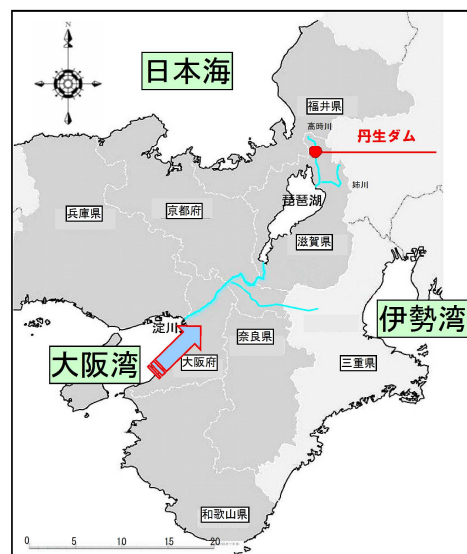 N
日本海
福井県
高時川
丹生ダム
姉川
琵琶湖
兵庫県
京都府
滋賀県
伊勢湾
淀川
奈良県
大阪湾
大阪府
三重県
和歌山県
0 5 10 15 20